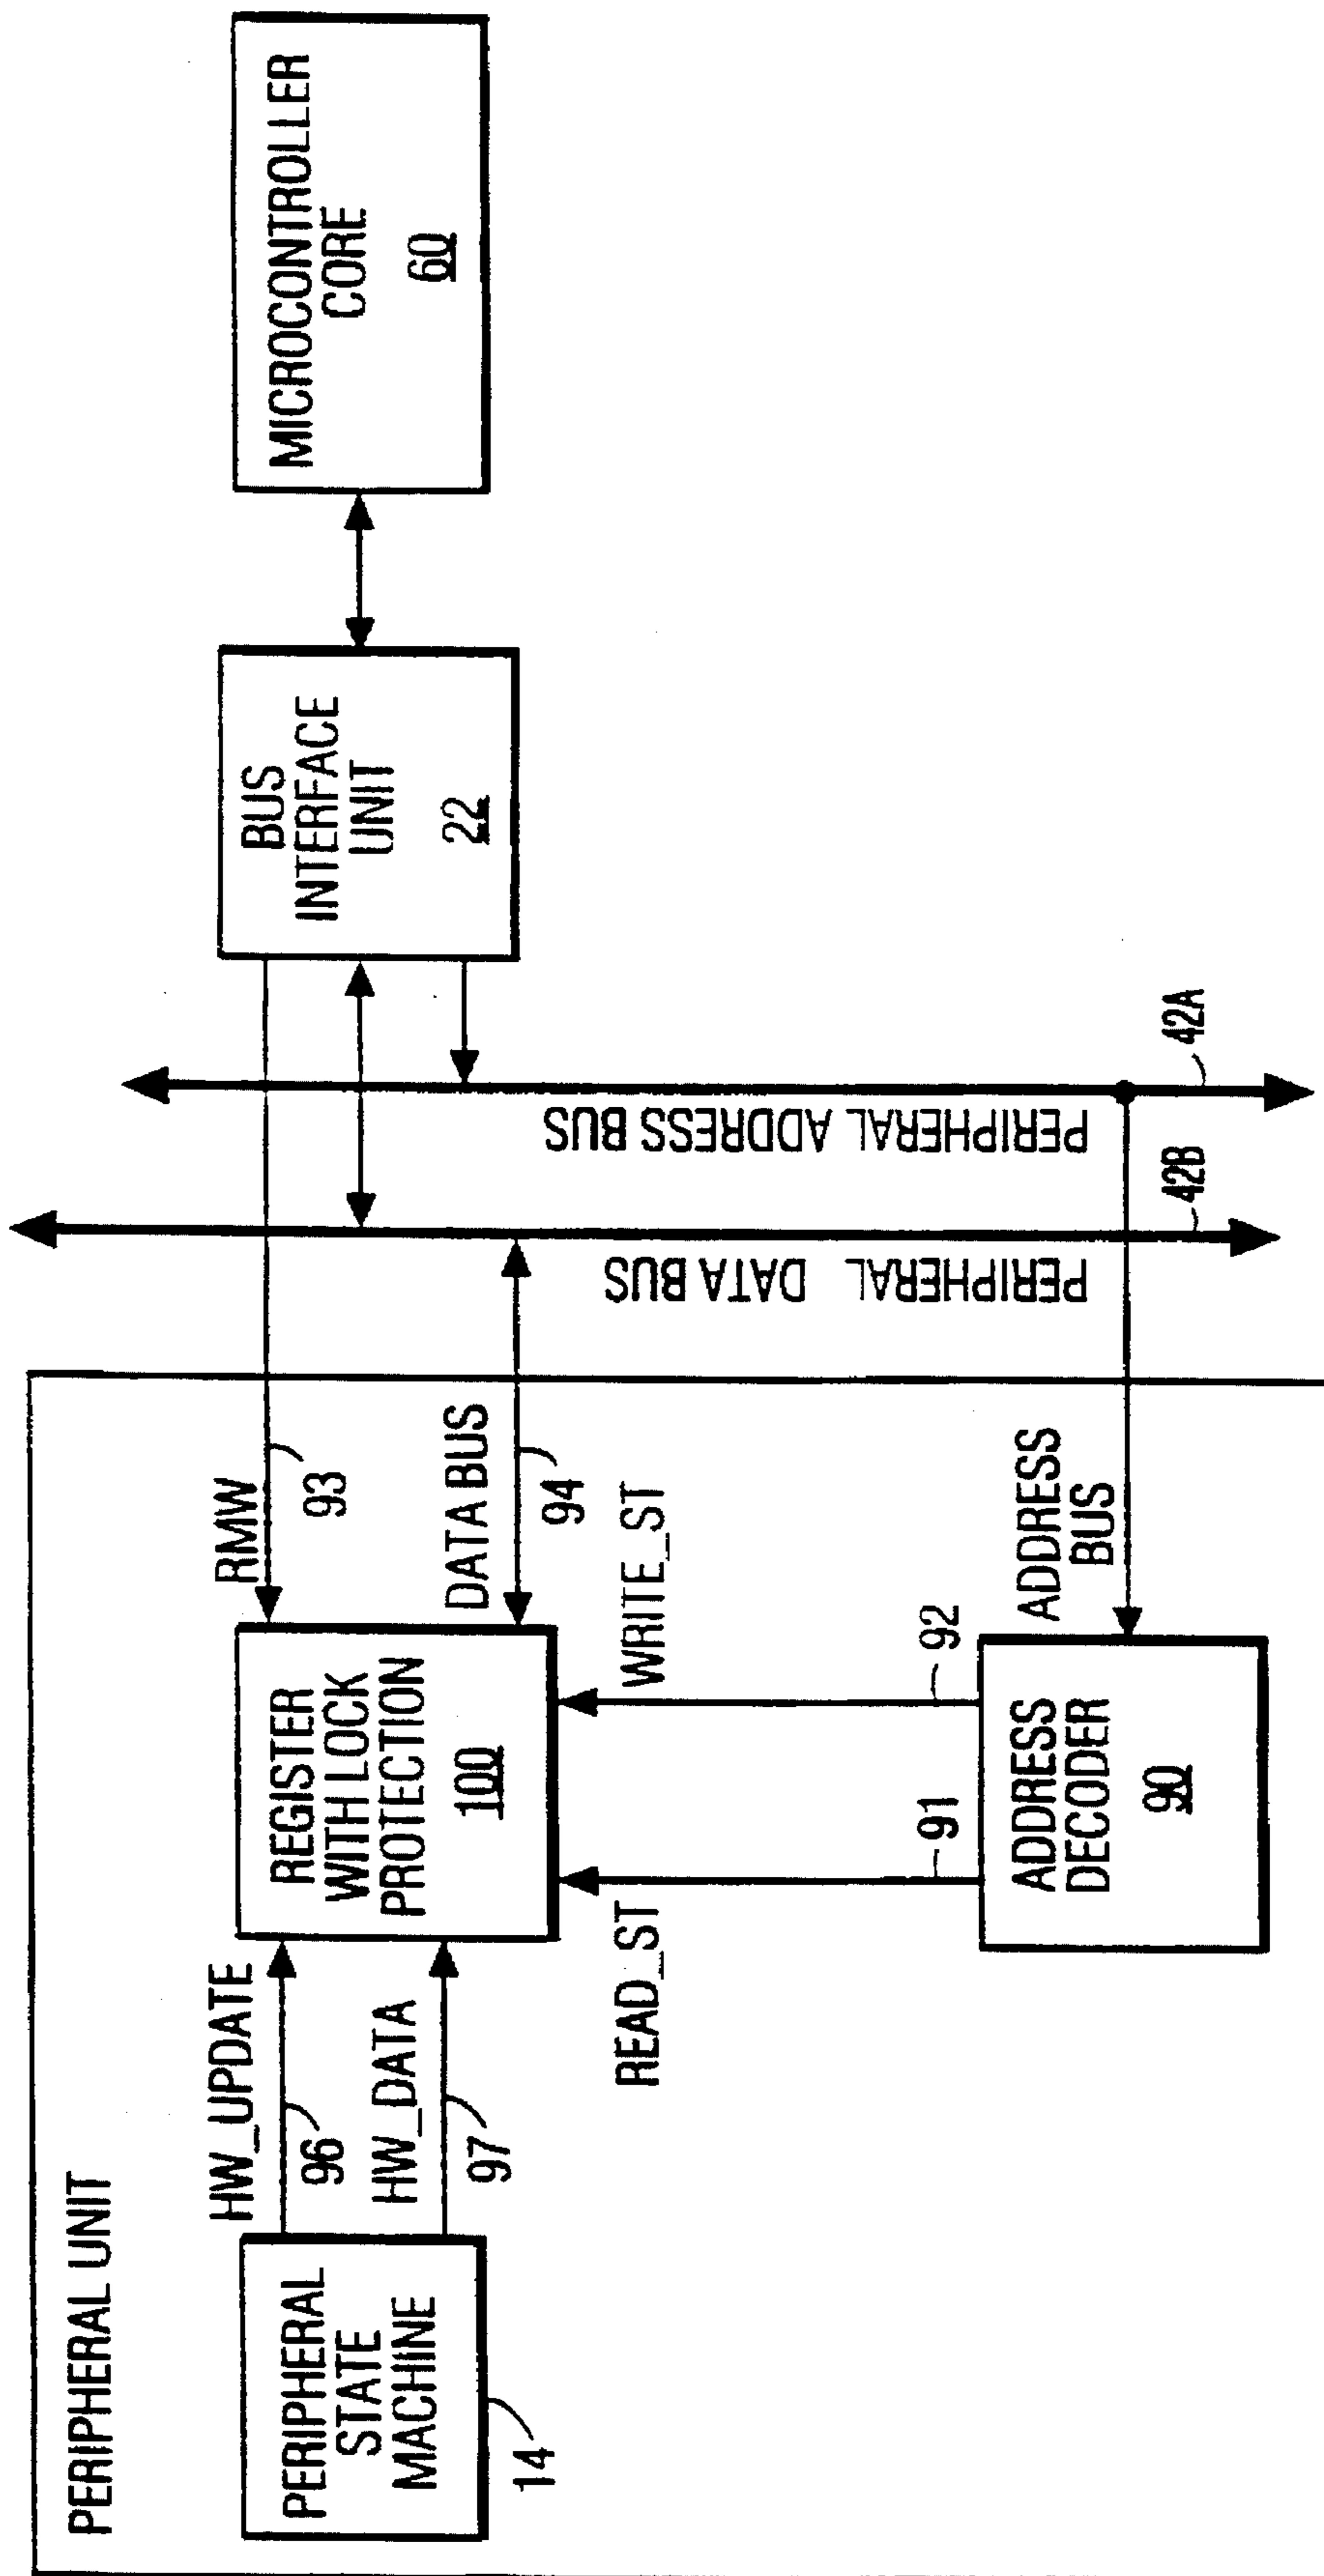 PERIPHERAL UNIT
PERIPHERAL
STATE
MACHINE
14
HW_UPDATE
96
HW_DATA
97
REGISTER
WITH LOCK
PROTECTION
100
RMW
93
DATA BUS
94
READ_ST
91
WRITE_ST
92
ADDRESS
DECODER
90
ADDRESS
BUS
PERIPHERAL DATA BUS
42B
PERIPHERAL ADDRESS BUS
42A
BUS
INTERFACE
UNIT
22
MICROCONTROLLER
CORE
60